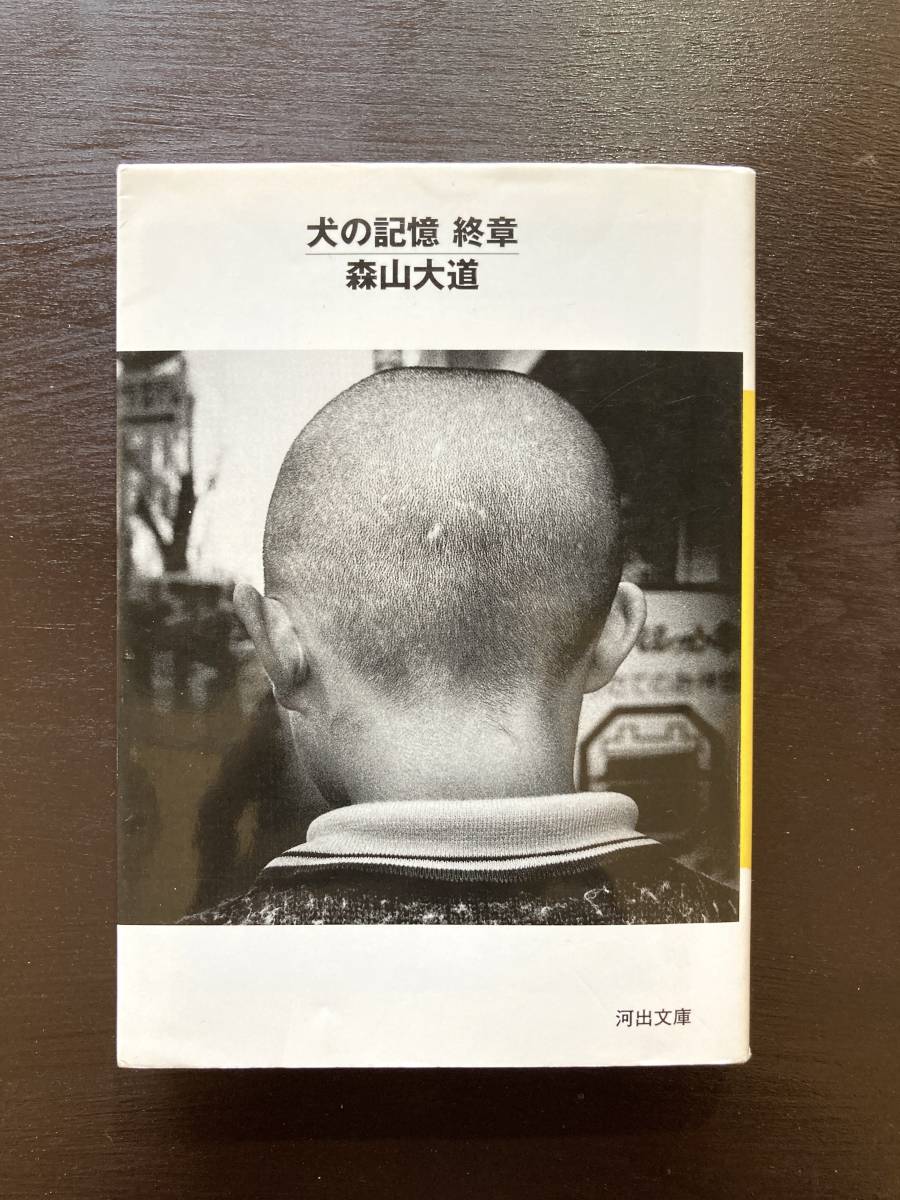 犬の記憶 終章
森山大道
河出文庫